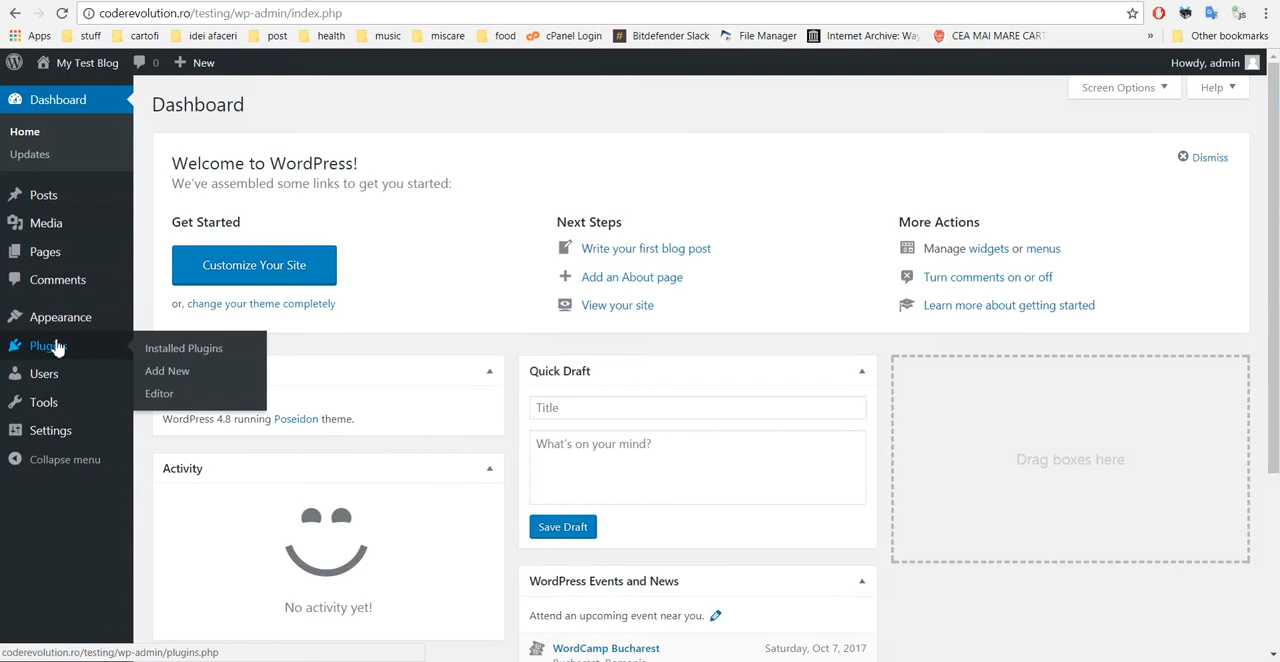 coderevolution.ro/testing/wp-admin/index.php
Apps stuff cartofi idei afaceri post health music miscare food cPanel Login Bitdefender Slack File Manager Internet Archive: Way CEA MAI MARE CART » Other bookmarks
My Test Blog 0 New Howdy, admin
Dashboard
Home
Updates
Posts
Media
Pages
Comments
Appearance
Plugins
Users
Tools
Settings
Collapse menu
Installed Plugins
Add New
Editor
Screen Options Help
Dashboard
Welcome to WordPress!
Dismiss
We've assembled some links to get you started:
Get Started
Customize Your Site
or, change your theme completely
Next Steps
Write your first blog post
Add an About page
View your site
More Actions
Manage widgets or menus
Turn comments on or off
Learn more about getting started
WordPress 4.8 running Poseidon theme.
Activity
No activity yet!
Quick Draft
Title
What's on your mind?
Save Draft
WordPress Events and News
Attend an upcoming event near you.
WordCamp Bucharest Saturday, Oct 7, 2017
Bucharest, Romania
Drag boxes here
coderevolution.ro/testing/wp-admin/plugins.php